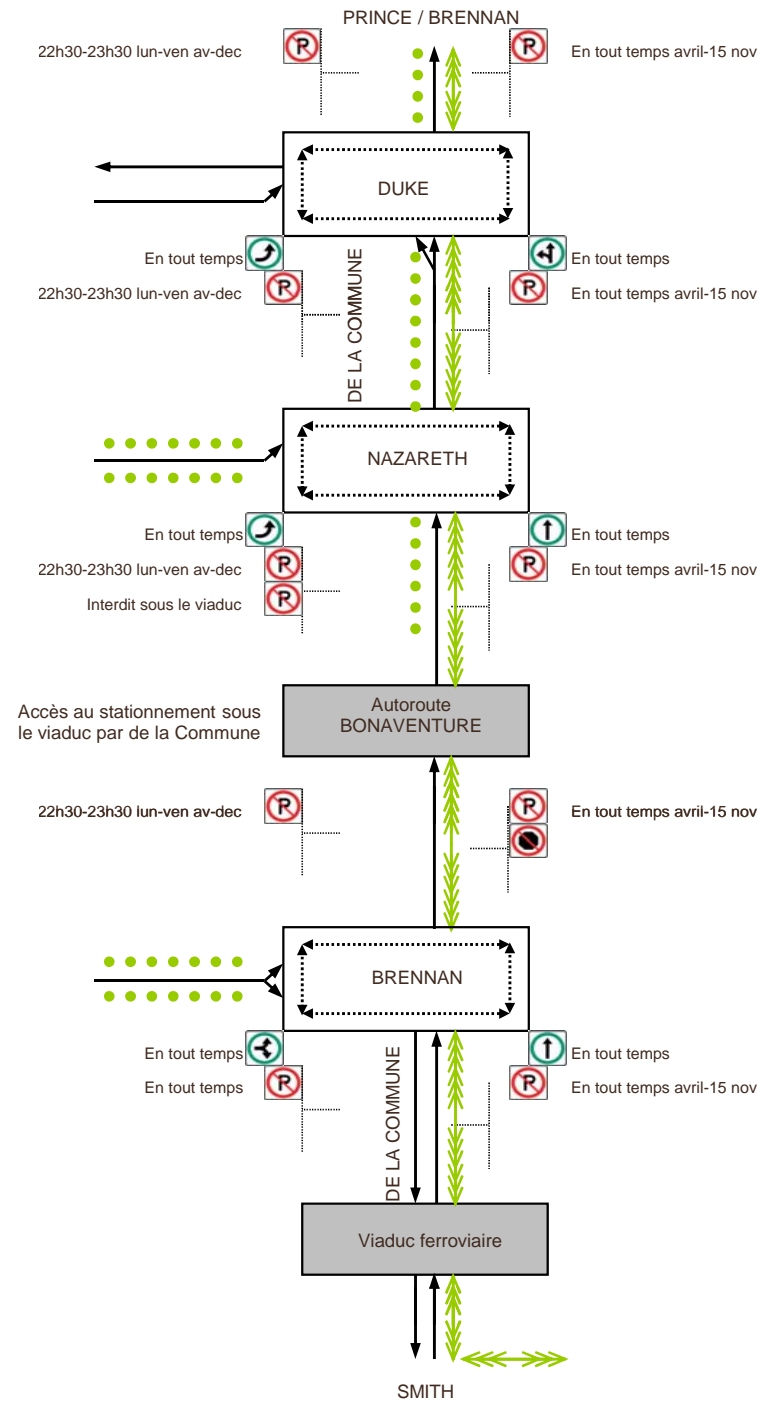 PRINCE / BRENNAN
22h30-23h30 lun-ven av-dec
En tout temps avril-15 nov
DUKE
En tout temps
En tout temps
22h30-23h30 lun-ven av-dec
En tout temps avril-15 nov
DE LA COMMUNE
NAZARETH
En tout temps
En tout temps
22h30-23h30 lun-ven av-dec
En tout temps avril-15 nov
Interdit sous le viaduc
Accès au stationnement sous
le viaduc par de la Commune
Autoroute
BONAVENTURE
22h30-23h30 lun-ven av-dec
En tout temps avril-15 nov
BRENNAN
En tout temps
En tout temps
En tout temps
En tout temps avril-15 nov
DE LA COMMUNE
Viaduc ferroviaire
SMITH